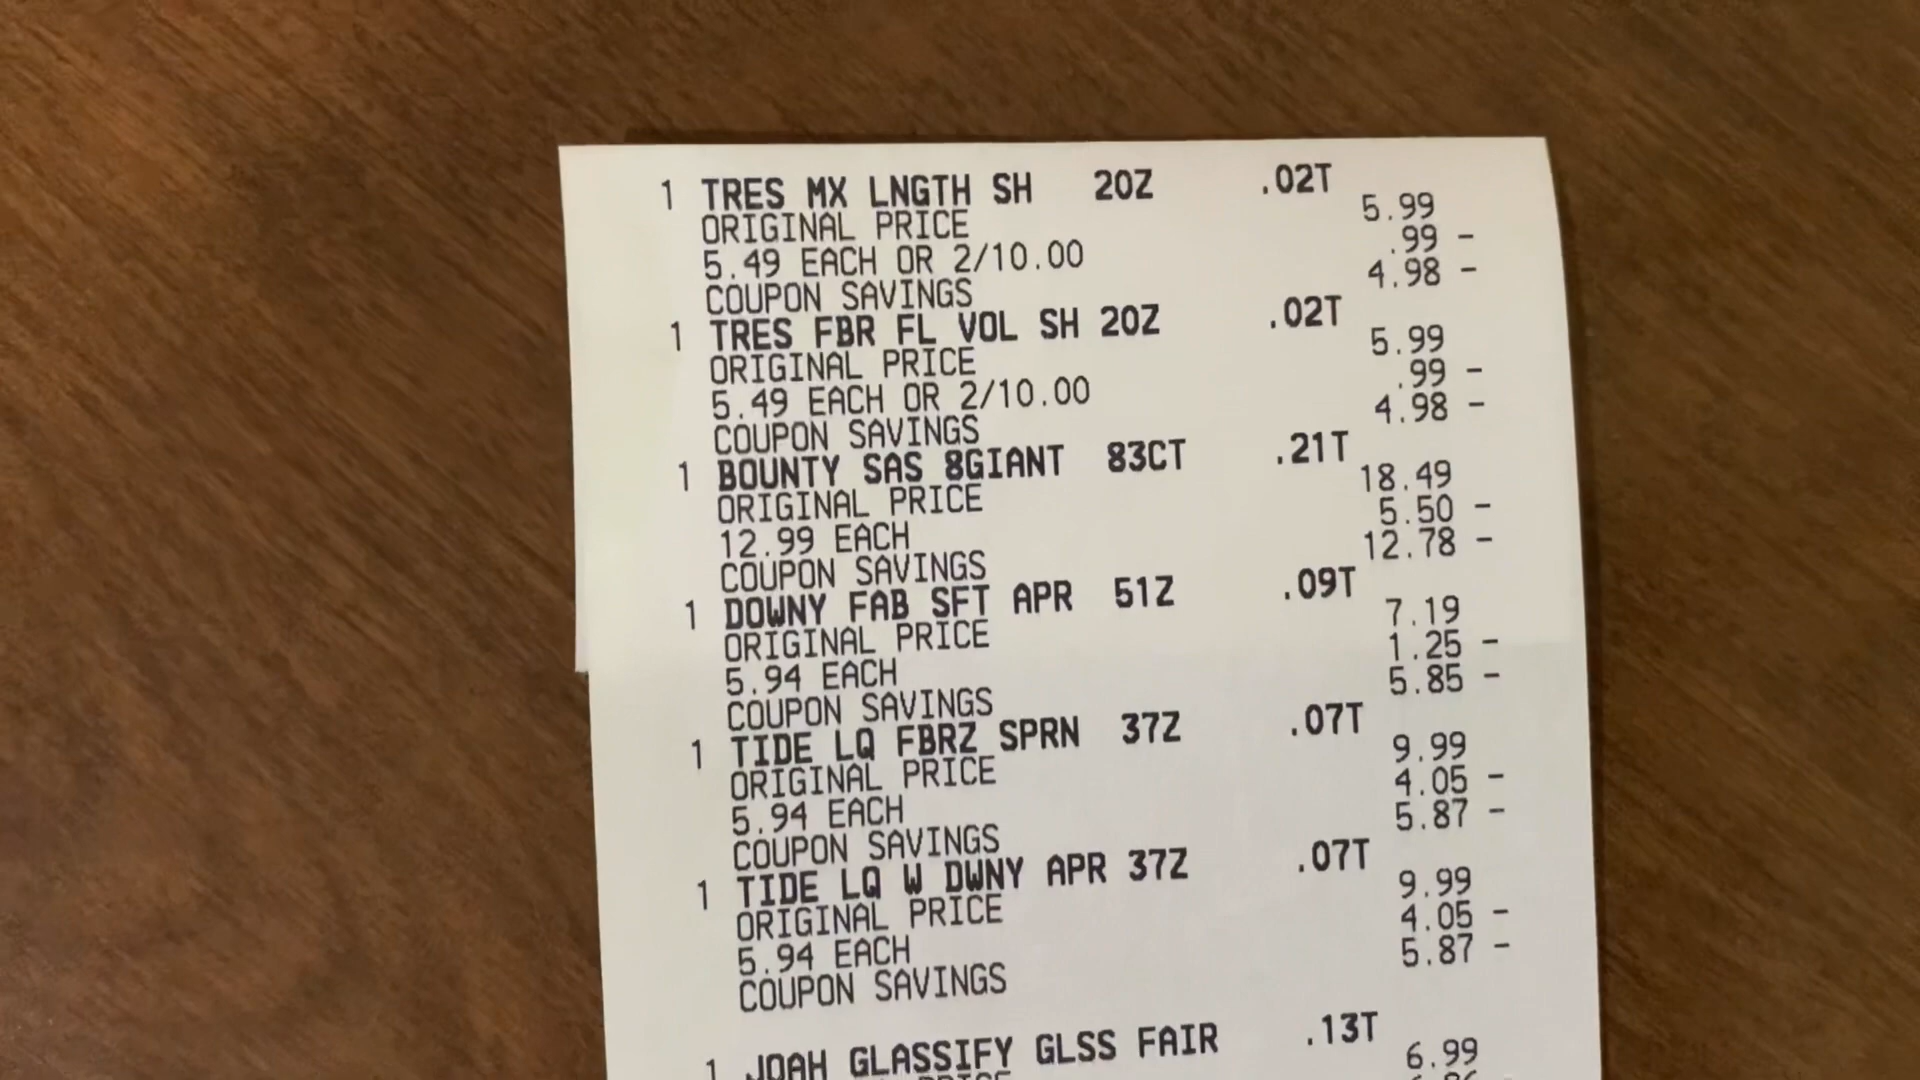 1 TRES MX LNGTH SH 20Z .02T
ORIGINAL PRICE 5.99
5.49 EACH OR 2/10.00 .99 -
COUPON SAVINGS 4.98 -
1 TRES FBR FL VOL SH 20Z .02T
ORIGINAL PRICE 5.99
5.49 EACH OR 2/10.00 .99 -
COUPON SAVINGS 4.98 -
1 BOUNTY SAS 8GIANT 83CT .21T
ORIGINAL PRICE 18.49
12.99 EACH 5.50 -
COUPON SAVINGS 12.78 -
1 DOWNY FAB SFT APR 51Z .09T
ORIGINAL PRICE 7.19
5.94 EACH 1.25 -
COUPON SAVINGS 5.85 -
1 TIDE LQ FBRZ SPRN 37Z .07T
ORIGINAL PRICE 9.99
5.94 EACH 4.05 -
COUPON SAVINGS 5.87 -
1 TIDE LQ W DWNY APR 37Z .07T
ORIGINAL PRICE 9.99
5.94 EACH 4.05 -
COUPON SAVINGS 5.87 -
1 JOAH GLASSIFY GLSS FAIR .13T
6.99